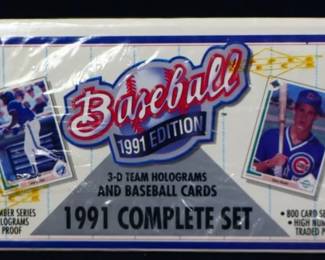 Baseball
1991 EDITION
3-D TEAM HOLOGRAMS
AND BASEBALL CARDS
1991 COMPLETE SET
MBER SERIES
OGRAMS
PROOF
• 800 CARD SE
• HIGH NUM
TRADED P